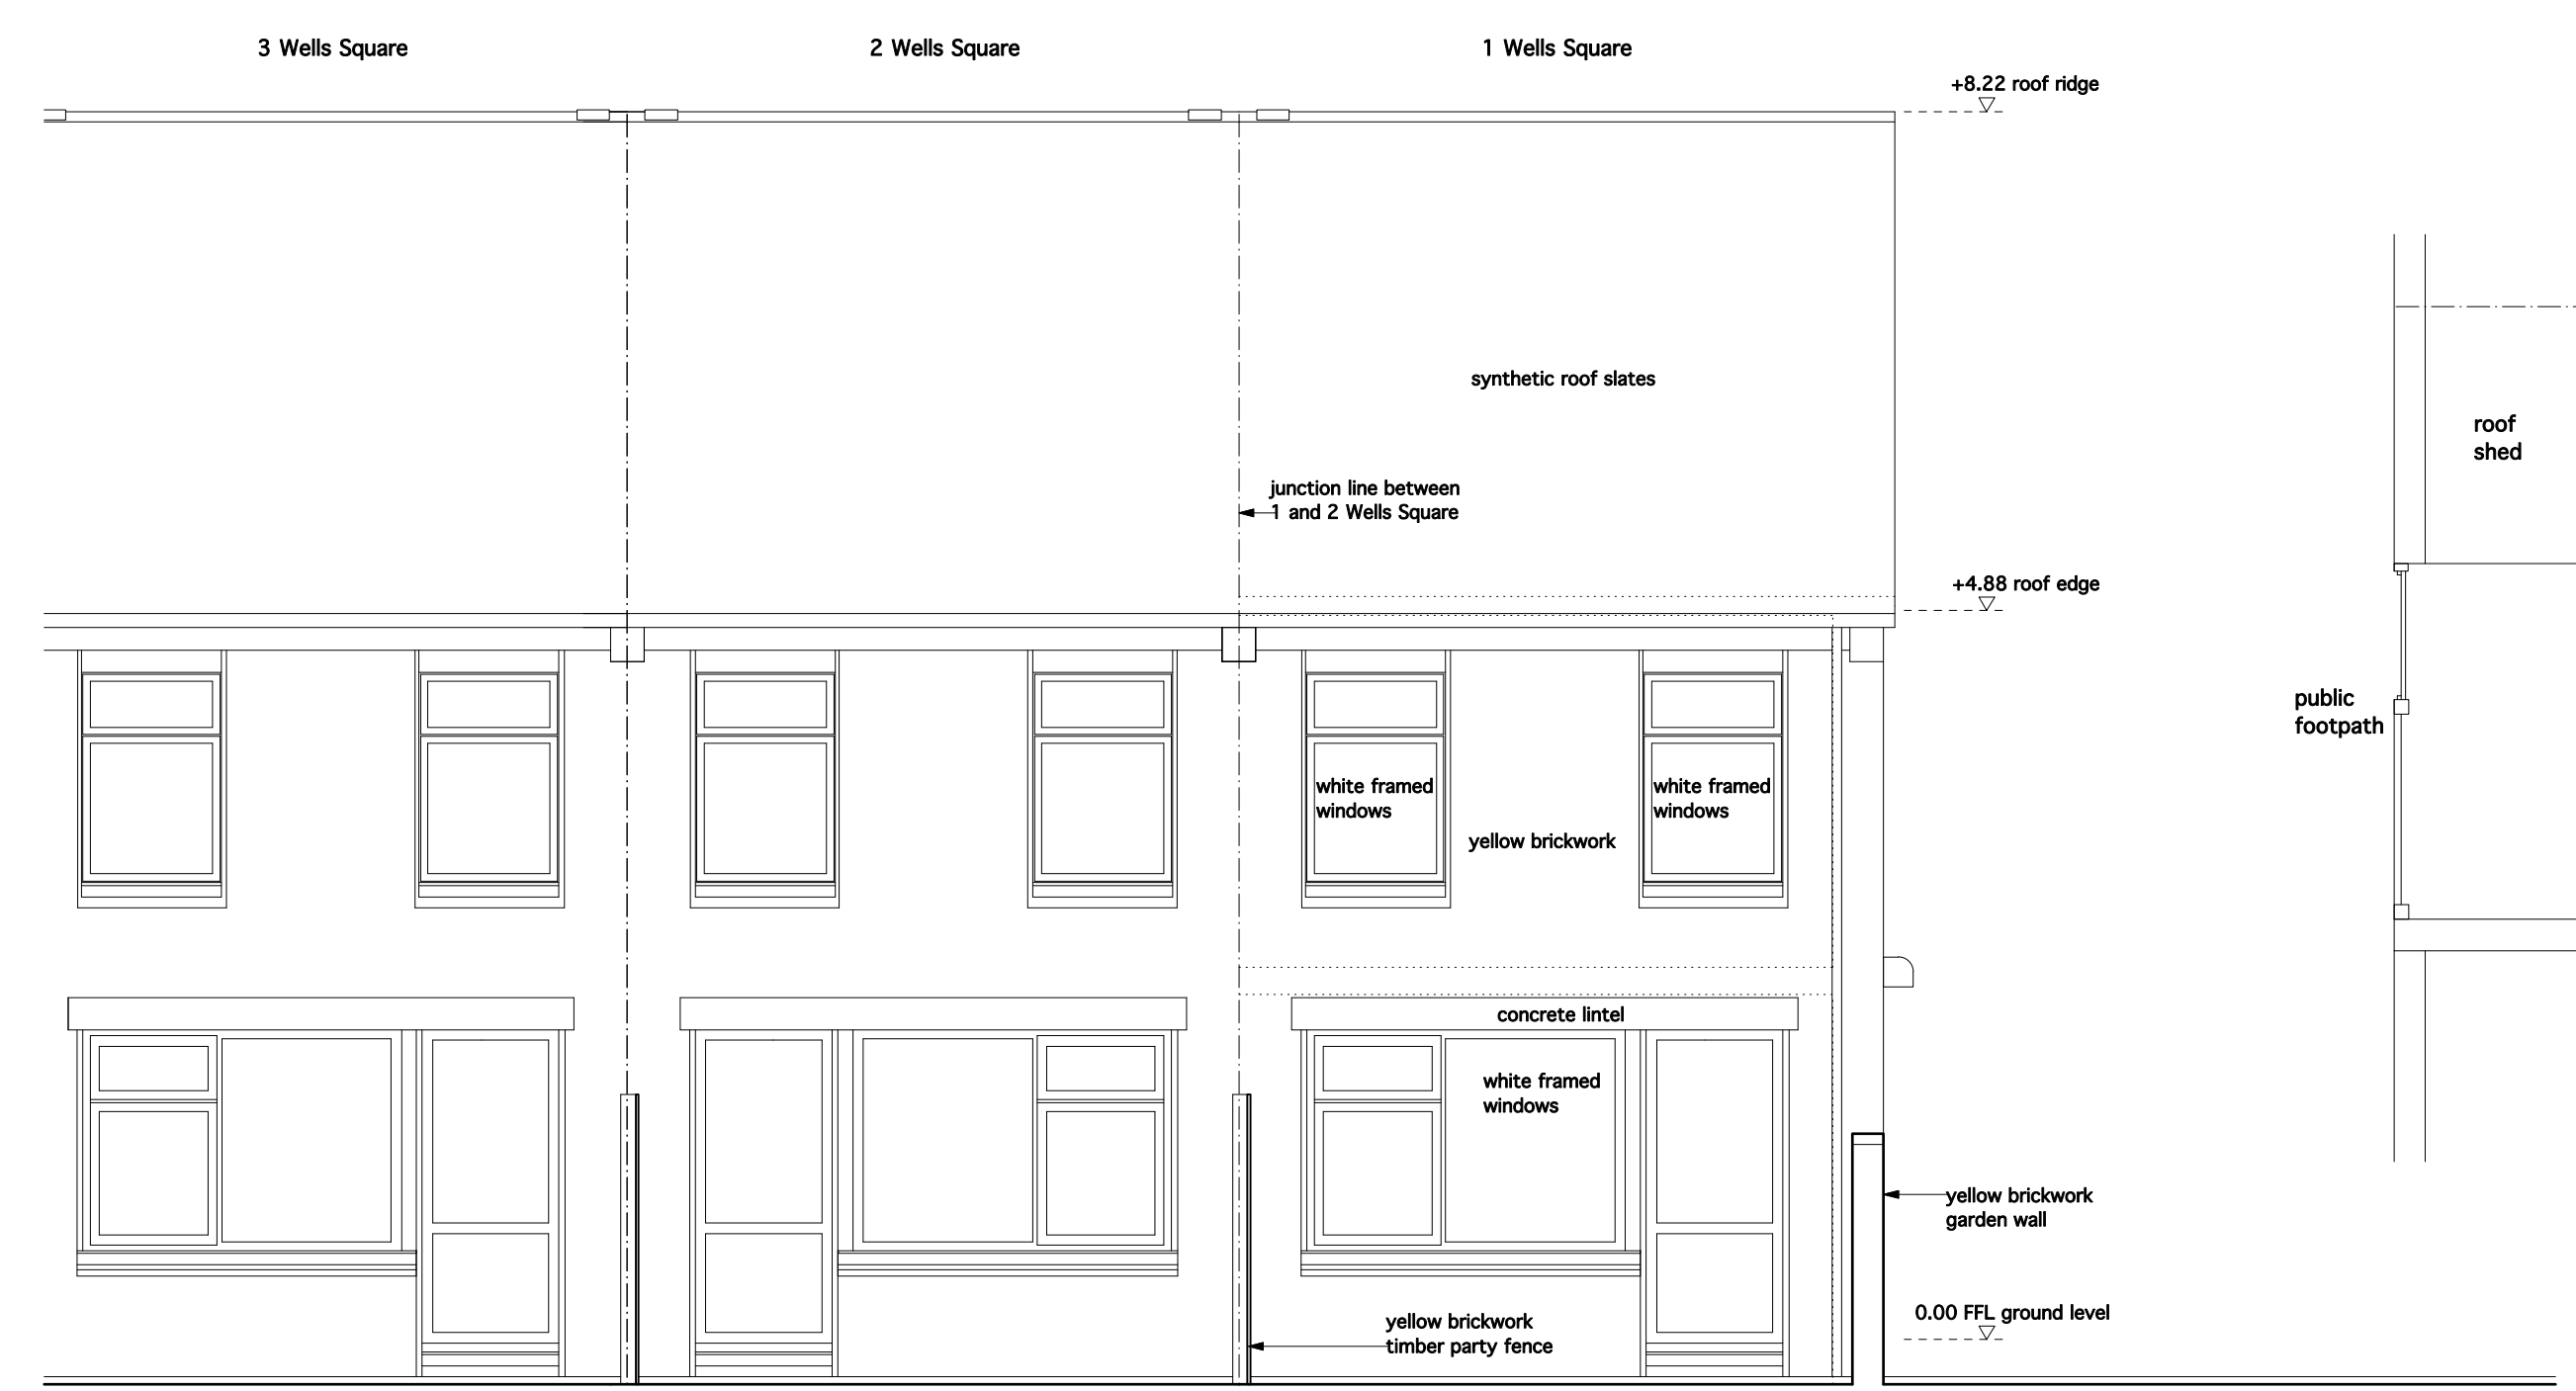 3 Wells Square
2 Wells Square
1 Wells Square
+8.22 roof ridge
synthetic roof slates
roof
shed
junction line between
1 and 2 Wells Square
+4.88 roof edge
public
footpath
white framed
windows
white framed
windows
yellow brickwork
concrete lintel
white framed
windows
yellow brickwork
garden wall
0.00 FFL ground level
yellow brickwork
timber party fence